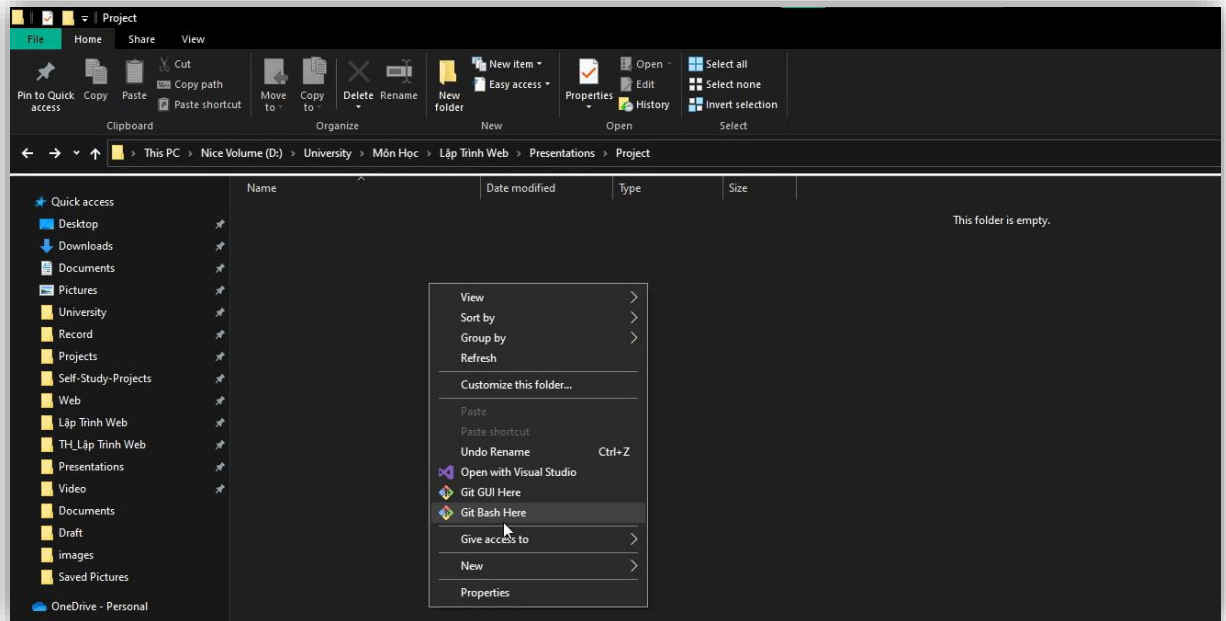 Project
File Home Share View
Pin to Quick access
Copy
Paste
Cut
Copy path
Paste shortcut
Clipboard
Move to
Copy to
Delete
Rename
Organize
New folder
New item
Easy access
New
Properties
Open
Edit
History
Open
Select all
Select none
Invert selection
Select
This PC > Nice Volume (D:) > University > Môn Học > Lập Trình Web > Presentations > Project
Name Date modified Type Size
This folder is empty.
Quick access
Desktop
Downloads
Documents
Pictures
University
Record
Projects
Self-Study-Projects
Web
Lập Trình Web
TH_Lập Trình Web
Presentations
Video
Documents
Draft
images
Saved Pictures
OneDrive - Personal
View
Sort by
Group by
Refresh
Customize this folder...
Paste
Paste shortcut
Undo Rename Ctrl+Z
Open with Visual Studio
Git GUI Here
Git Bash Here
Give access to
New
Properties